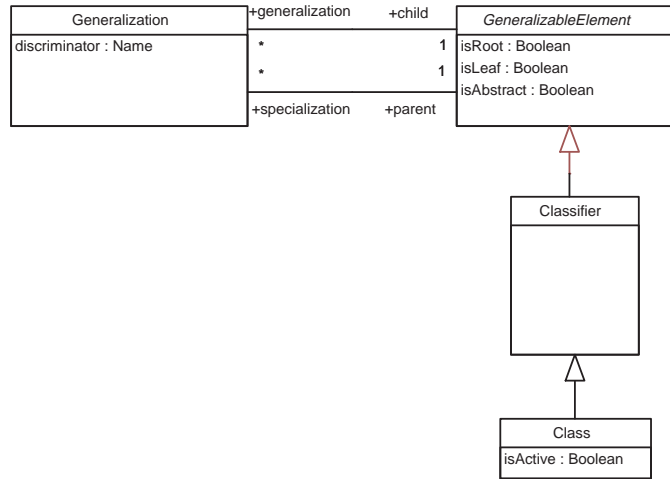 Generalization
discriminator : Name
+generalization
+child
*
1
*
1
+specialization
+parent
GeneralizableElement
isRoot : Boolean
isLeaf : Boolean
isAbstract : Boolean
Classifier
Class
isActive : Boolean